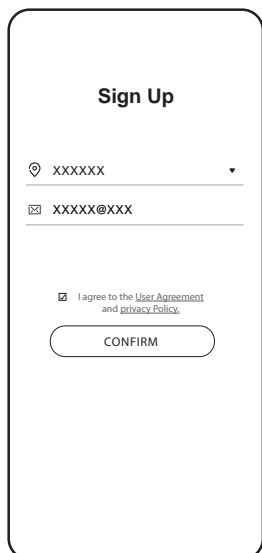 Sign Up
XXXXXX
XXXXX@XXX
I agree to the User Agreement
and privacy Policy.
CONFIRM